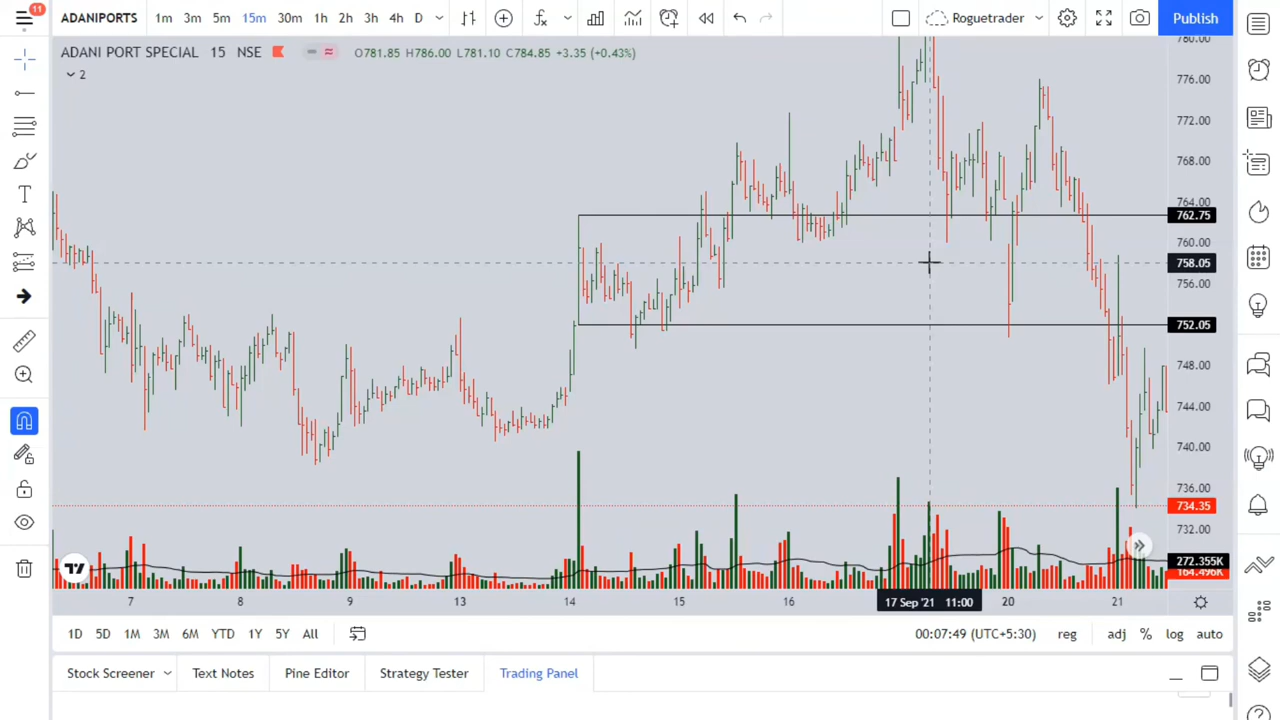 11
ADANIPORTS 1m 3m 5m 15m 30m 1h 2h 3h 4h D Roguetrader Publish
ADANI PORT SPECIAL 15 NSE O781.85 H786.00 L781.10 C784.85 +3.35 (+0.43%)
2
780.00
776.00
772.00
768.00
764.00
762.75
760.00
758.05
756.00
752.05
748.00
744.00
740.00
736.00
734.35
732.00
272.355K
164.496K
7 8 9 13 14 15 16 17 Sep '21 11:00 20 21
1D 5D 1M 3M 6M YTD 1Y 5Y All 00:07:49 (UTC+5:30) reg adj % log auto
Stock Screener Text Notes Pine Editor Strategy Tester Trading Panel